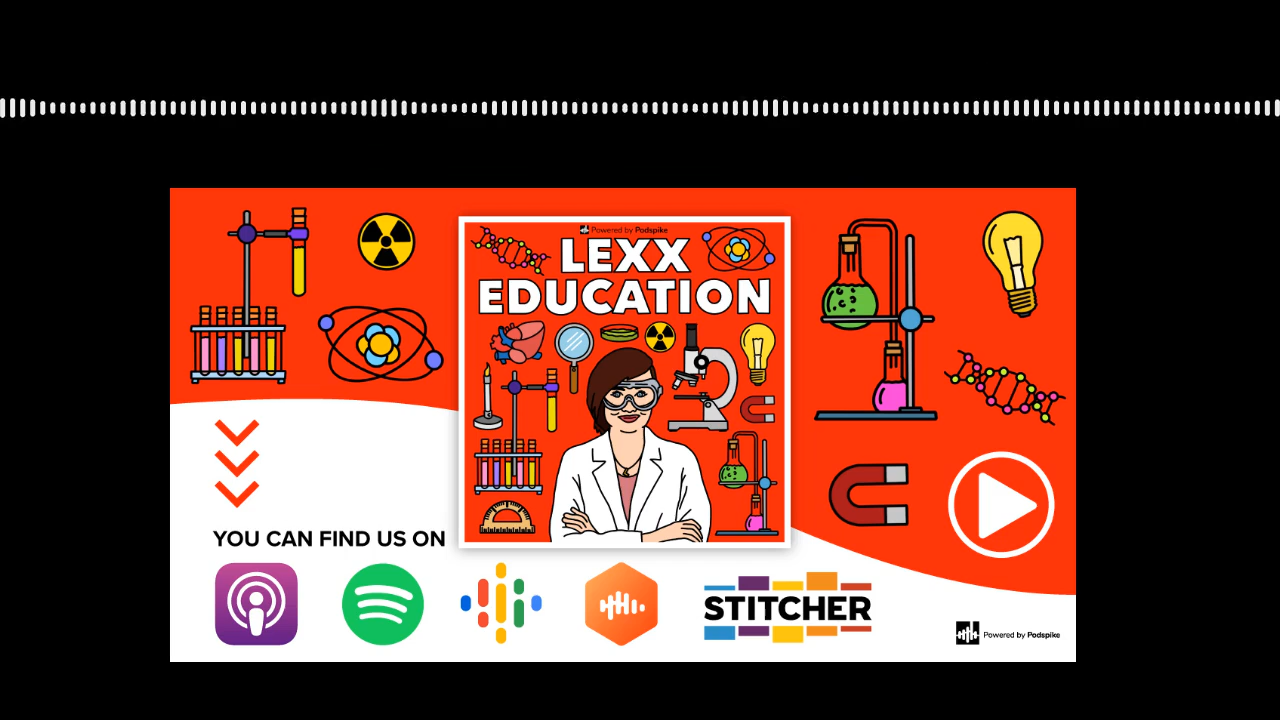 Powered by Podspike
LEXX
EDUCATION
YOU CAN FIND US ON
STITCHER
Powered by Podspike